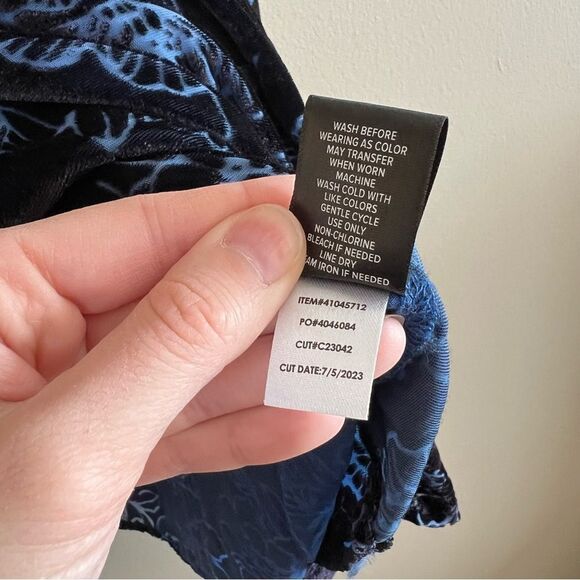 WASH BEFORE
WEARING AS COLOR
MAY TRANSFER
WHEN WORN
MACHINE
WASH COLD WITH
LIKE COLORS
GENTLE CYCLE
USE ONLY
NON-CHLORINE
BLEACH IF NEEDED
LINE DRY
AM IRON IF NEEDED
ITEM#41045712
PO#4046084
CUT#C23042
CUT DATE:7/5/2023